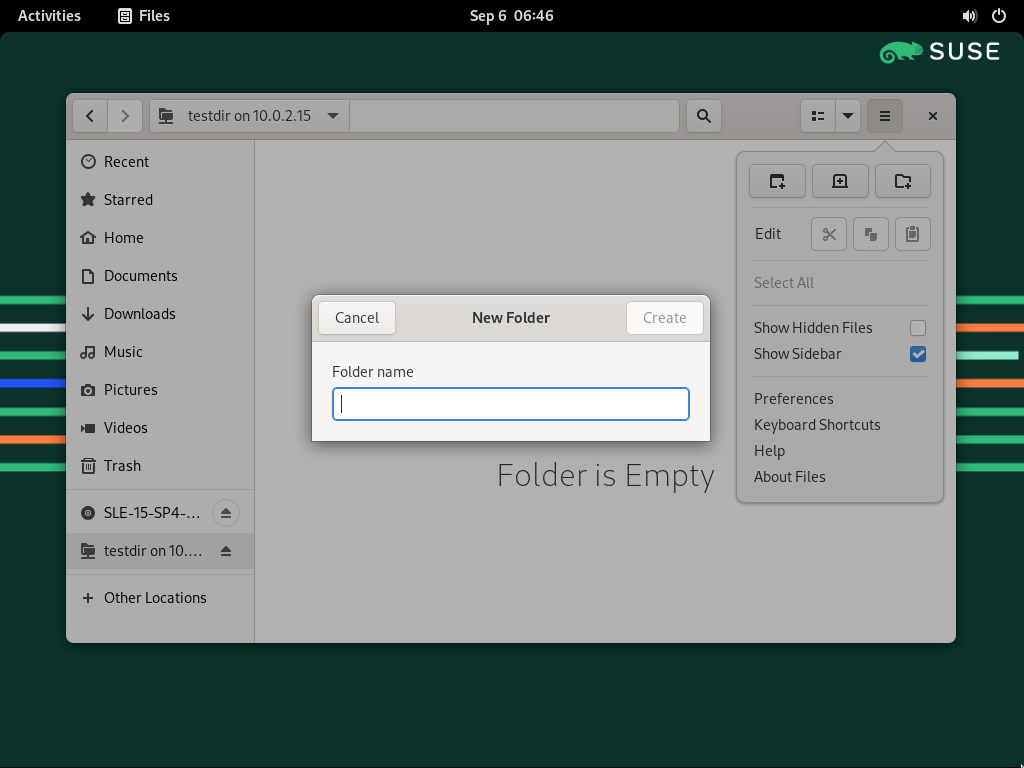 Activities Files Sep 6 06:46
SUSE
testdir on 10.0.2.15
Recent
Starred
Home
Documents
Downloads
Music
Pictures
Videos
Trash
SLE-15-SP4-...
testdir on 10....
Other Locations
Cancel New Folder Create
Folder name
Folder is Empty
Edit
Select All
Show Hidden Files
Show Sidebar
Preferences
Keyboard Shortcuts
Help
About Files